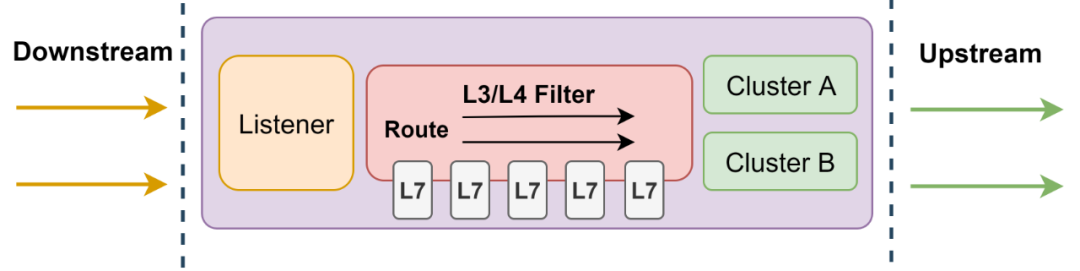 Downstream
Upstream
Listener
L3/L4 Filter
Route
L7 L7 L7 L7 L7
Cluster A
Cluster B